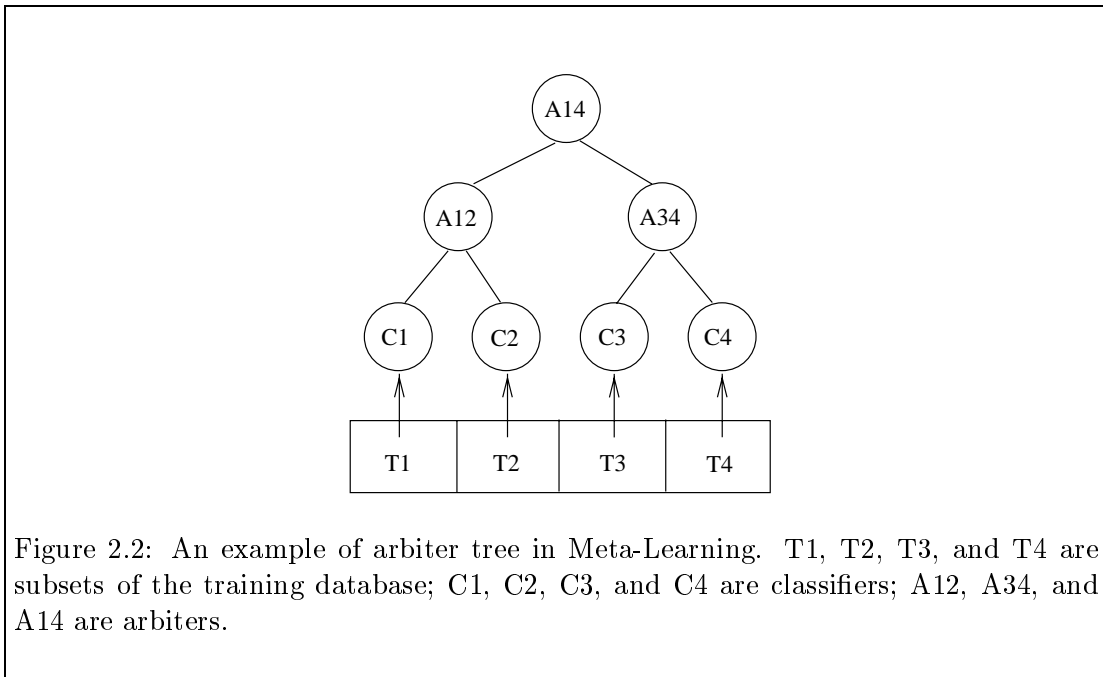 A14
A12 A34
C1 C2 C3 C4
T1 T2 T3 T4
Figure 2.2: An example of arbiter tree in Meta-Learning. T1, T2, T3, and T4 are
subsets of the training database; C1, C2, C3, and C4 are classifiers; A12, A34, and
A14 are arbiters.